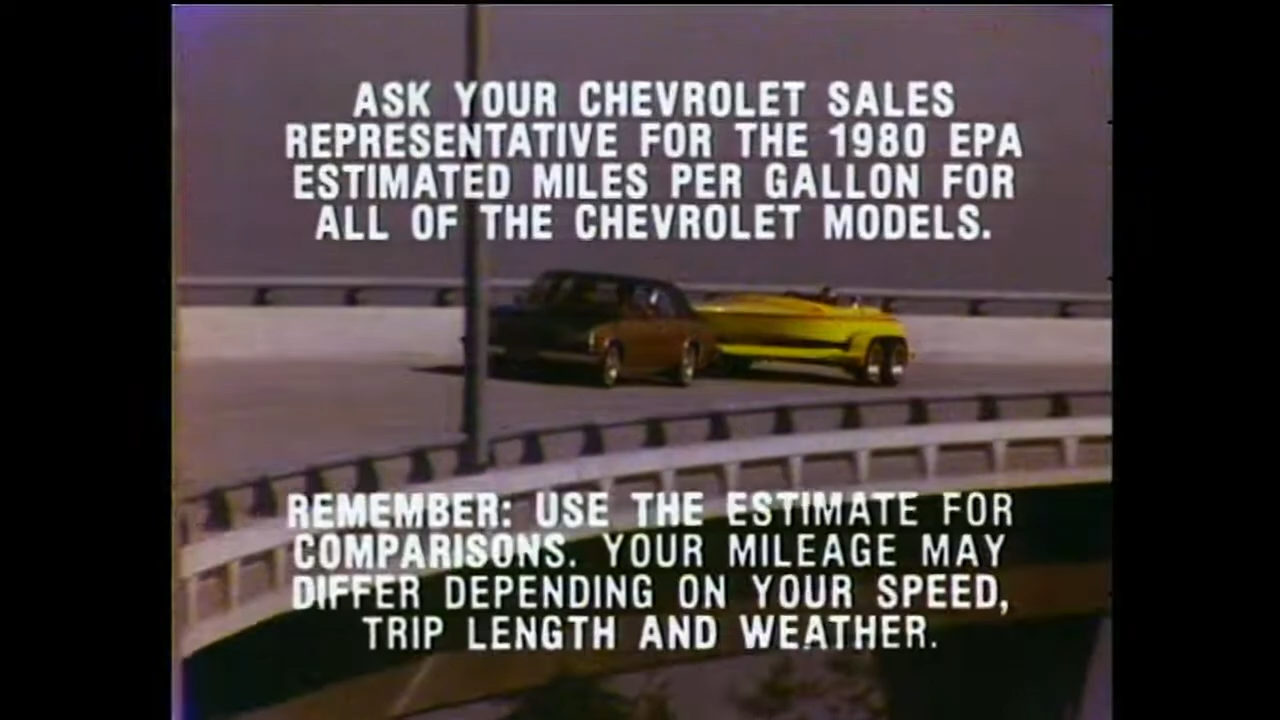 ASK YOUR CHEVROLET SALES
REPRESENTATIVE FOR THE 1980 EPA
ESTIMATED MILES PER GALLON FOR
ALL OF THE CHEVROLET MODELS.
REMEMBER: USE THE ESTIMATE FOR
COMPARISONS. YOUR MILEAGE MAY
DIFFER DEPENDING ON YOUR SPEED,
TRIP LENGTH AND WEATHER.